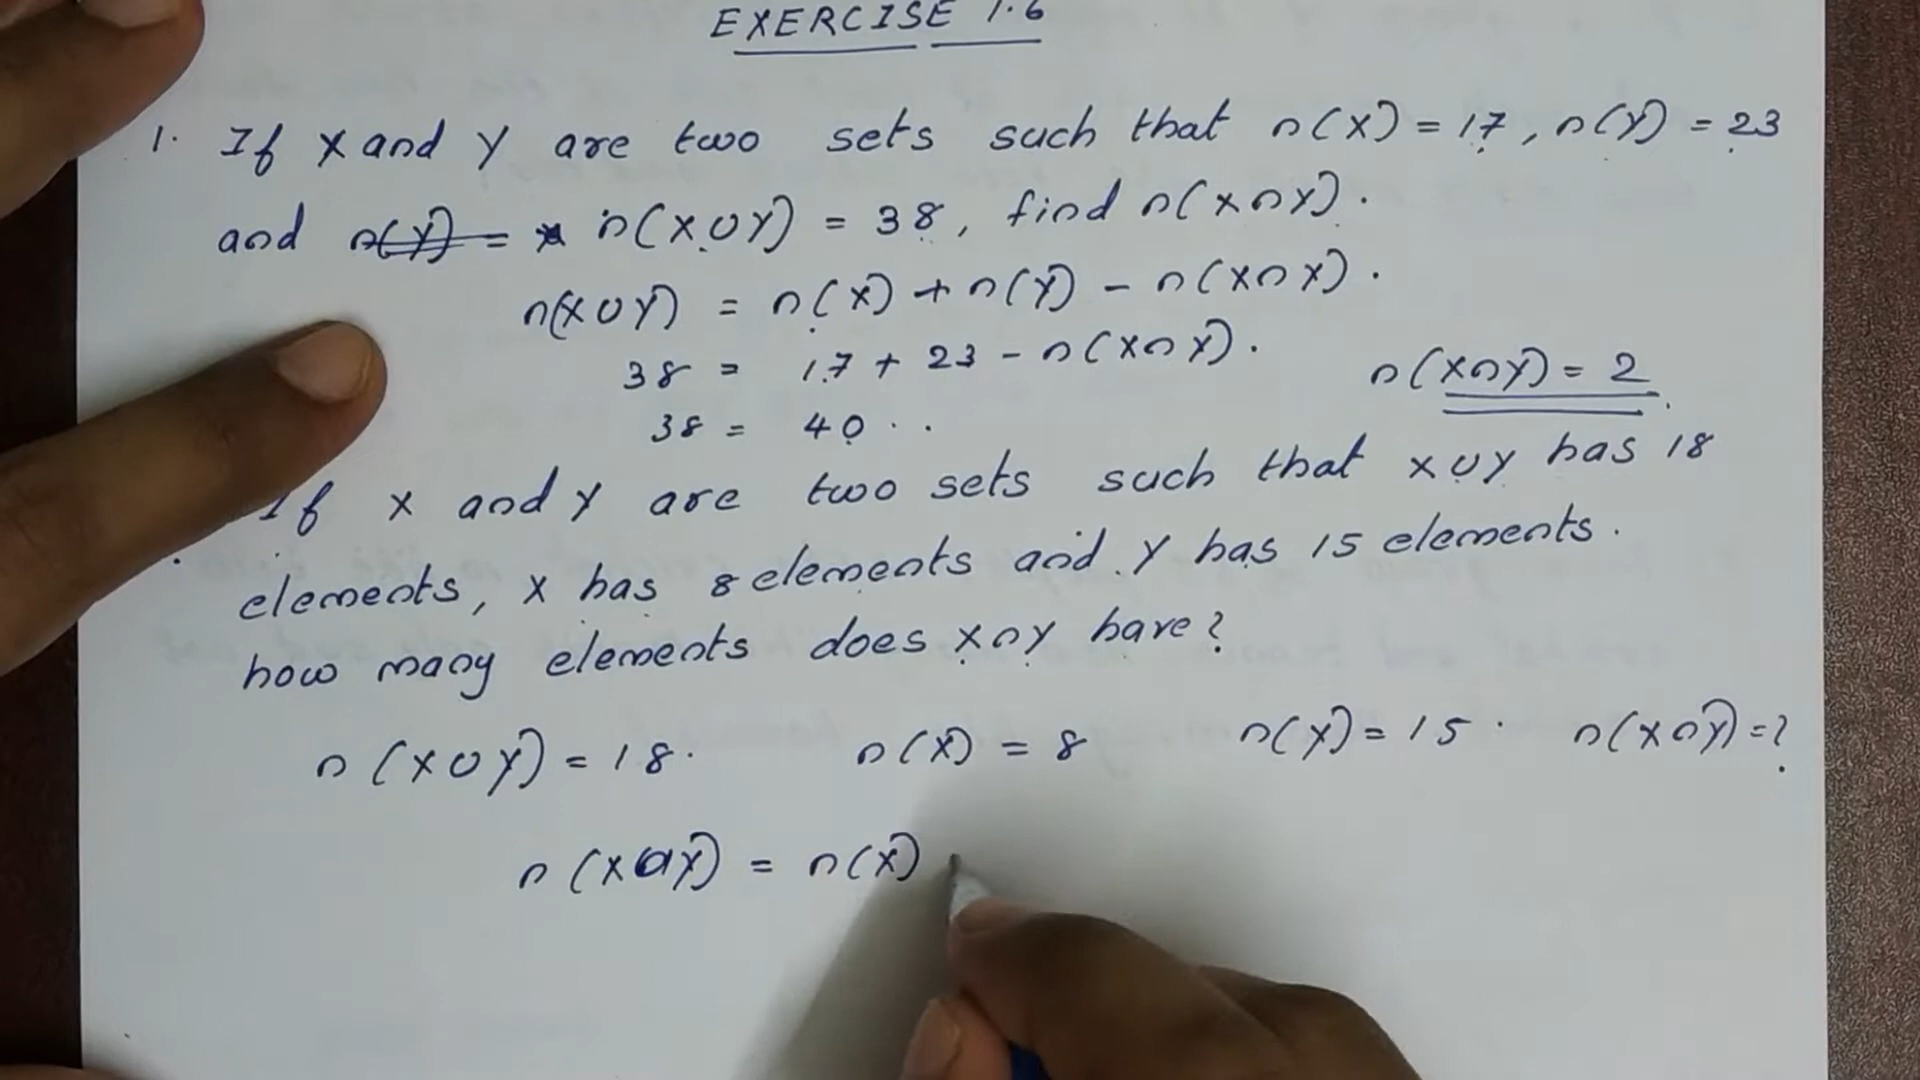 EXERCISE 1.6
1. If X and Y are two sets such that n(X) = 17, n(Y) = 23
and n(Y) = n(X∪Y) = 38, find n(X∩Y).
n(X∪Y) = n(X) + n(Y) - n(X∩Y).
38 = 17 + 23 - n(X∩Y).
n(X∩Y) = 2
38 = 40
If X and Y are two sets such that X∪Y has 18
elements, X has 8 elements and Y has 15 elements.
how many elements does X∩Y have?
n(X∪Y) = 18. n(X) = 8 n(Y) = 15. n(X∩Y) = ?
n(X∪Y) = n(X)